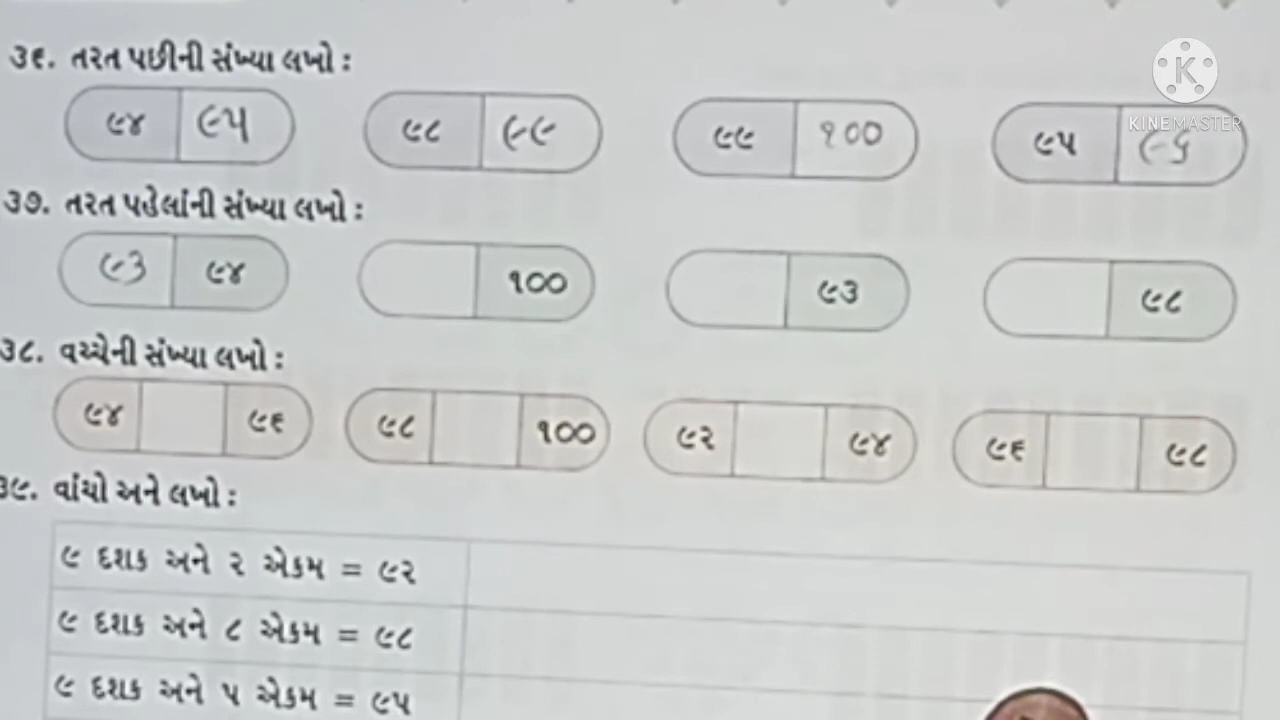 ૩૬. તરત પછીની સંખ્યા લખો :
૯૪ ૯૫ ૯૮ ૯૯ ૯૯ ૧૦૦ ૯૫ ૯૬
KINEMASTER
૩૭. તરત પહેલાંની સંખ્યા લખો :
૯૩ ૯૪ ૧૦૦ ૯૩ ૯૮
૩૮. વચ્ચેની સંખ્યા લખો :
૯૪ ૯૬ ૯૮ ૧૦૦ ૯૨ ૯૪ ૯૬ ૯૮
૩૯. વાંચો અને લખો :
૯ દશક અને ૨ એકમ = ૯૨
૯ દશક અને ૮ એકમ = ૯૮
૯ દશક અને ૫ એકમ = ૯૫